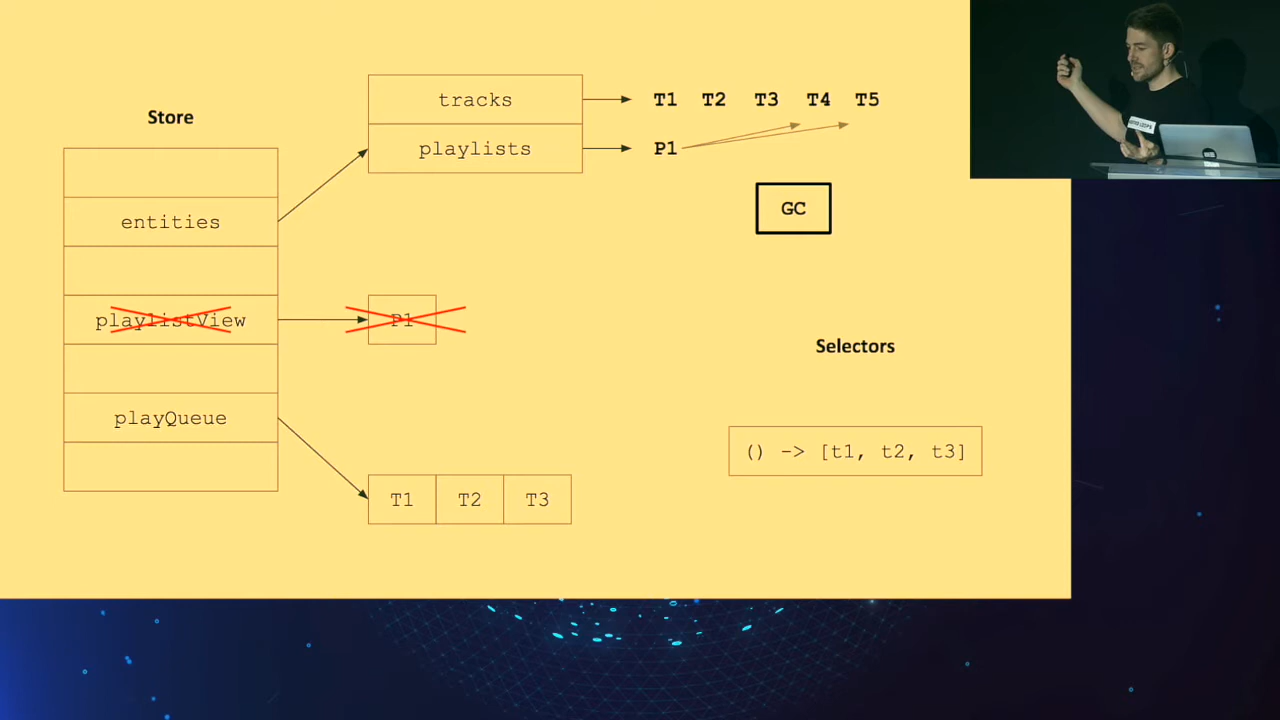 Store
entities
playlistView
playQueue
tracks
playlists
T1 T2 T3 T4 T5
P1
GC
P1
T1 T2 T3
Selectors
() -> [t1, t2, t3]